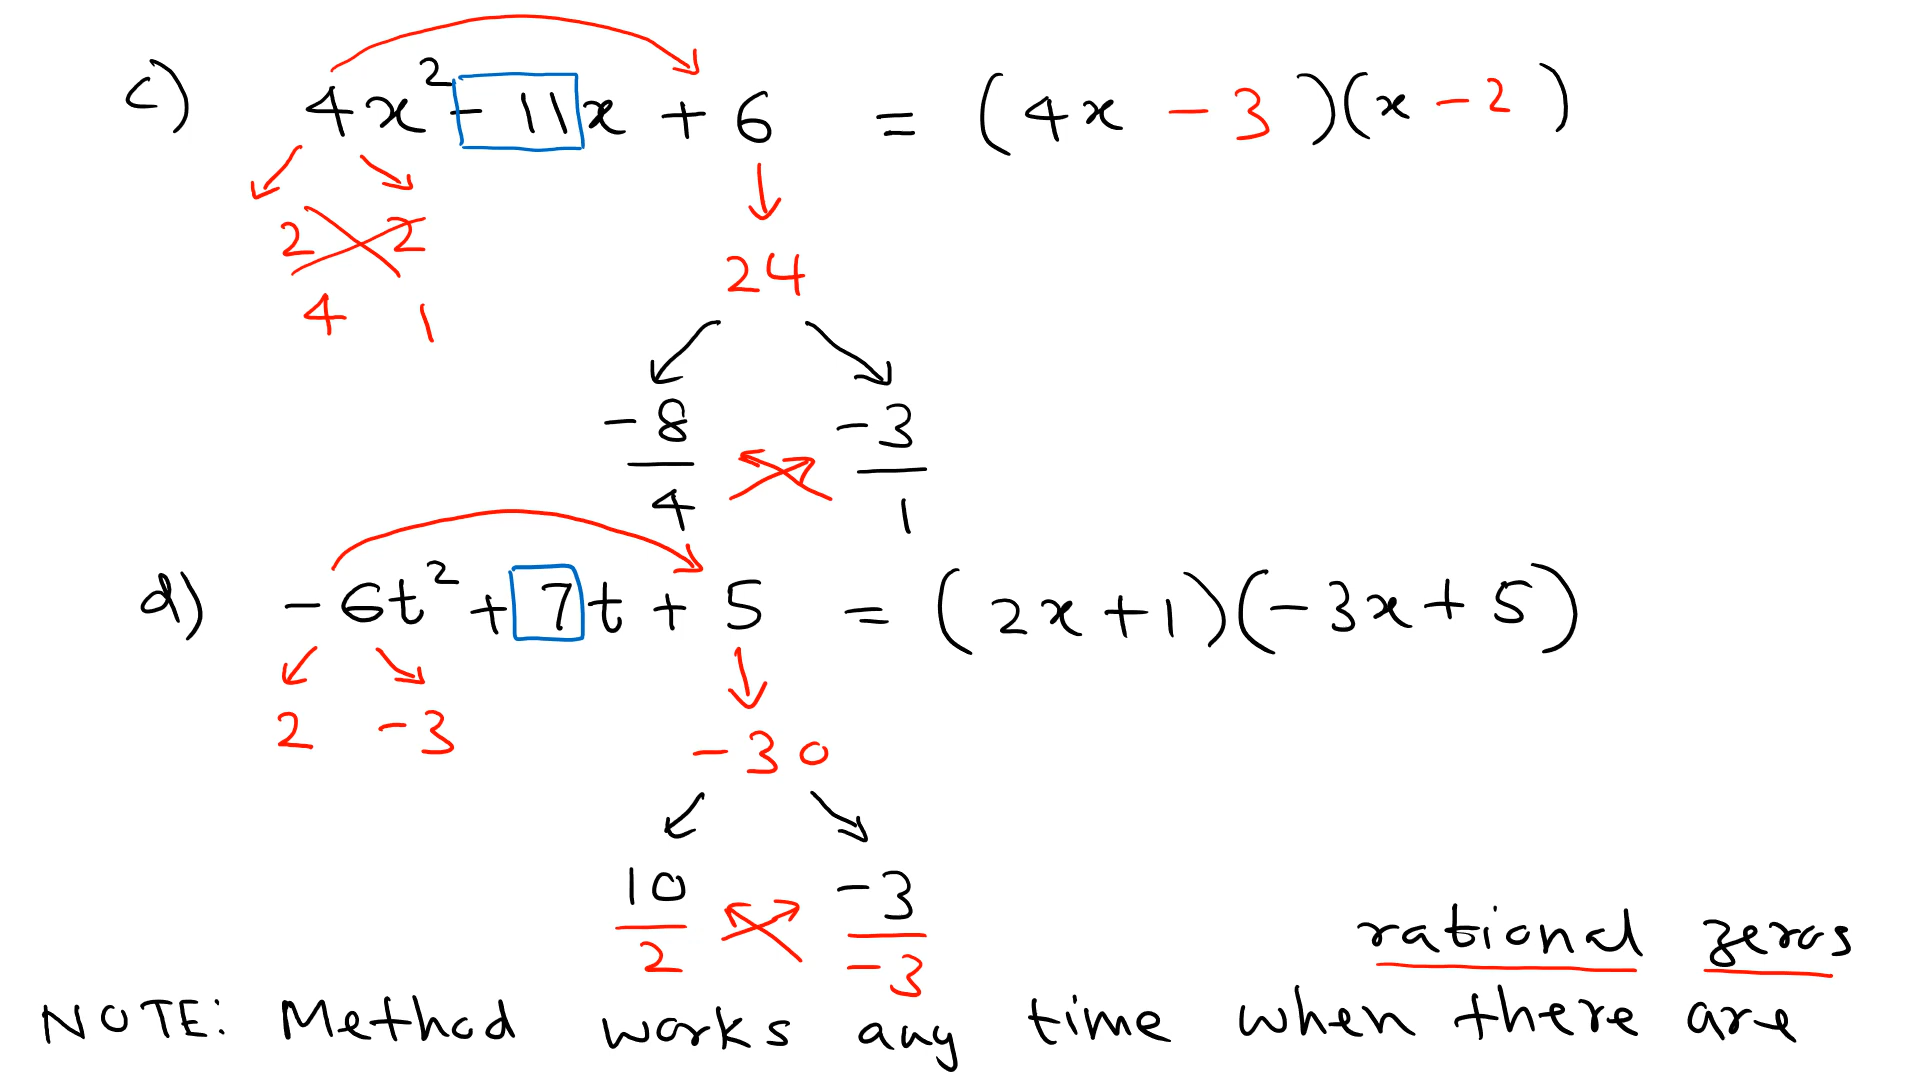 c) 4x² - 11x + 6 = (4x - 3)(x - 2)
2 2
24
4 1
-8 -3
4 1
d) -6t² + 7t + 5 = (2x + 1)(-3x + 5)
2 -3
-30
10 -3
2 -3
rational zeros
NOTE: Method works any time when there are